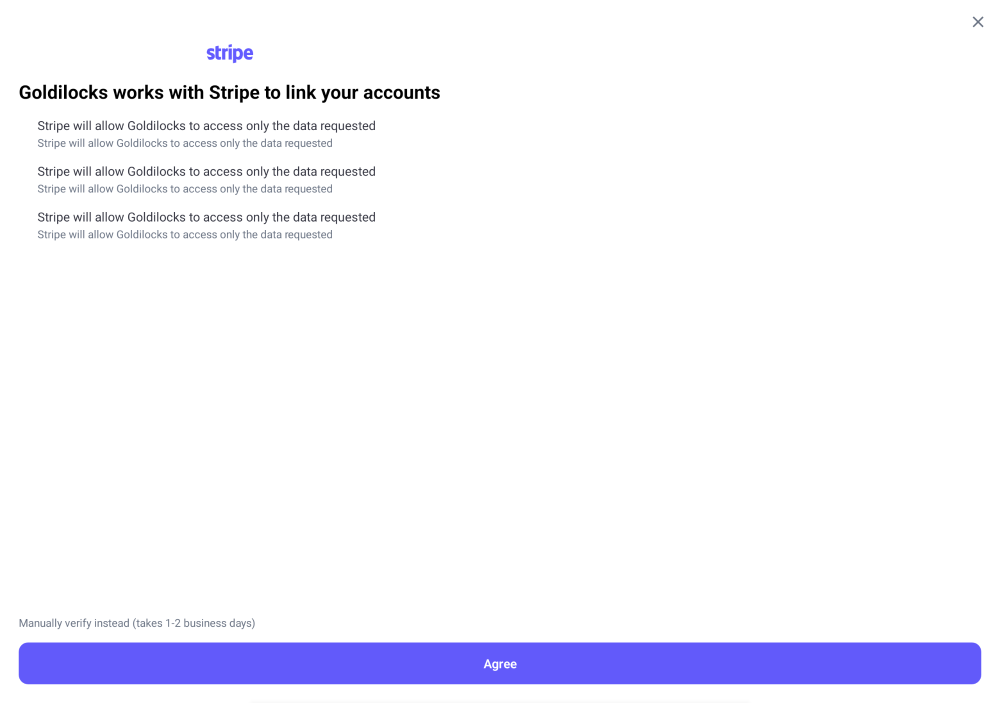 stripe
Goldilocks works with Stripe to link your accounts
Stripe will allow Goldilocks to access only the data requested
Stripe will allow Goldilocks to access only the data requested
Stripe will allow Goldilocks to access only the data requested
Stripe will allow Goldilocks to access only the data requested
Stripe will allow Goldilocks to access only the data requested
Stripe will allow Goldilocks to access only the data requested
Manually verify instead (takes 1-2 business days)
Agree